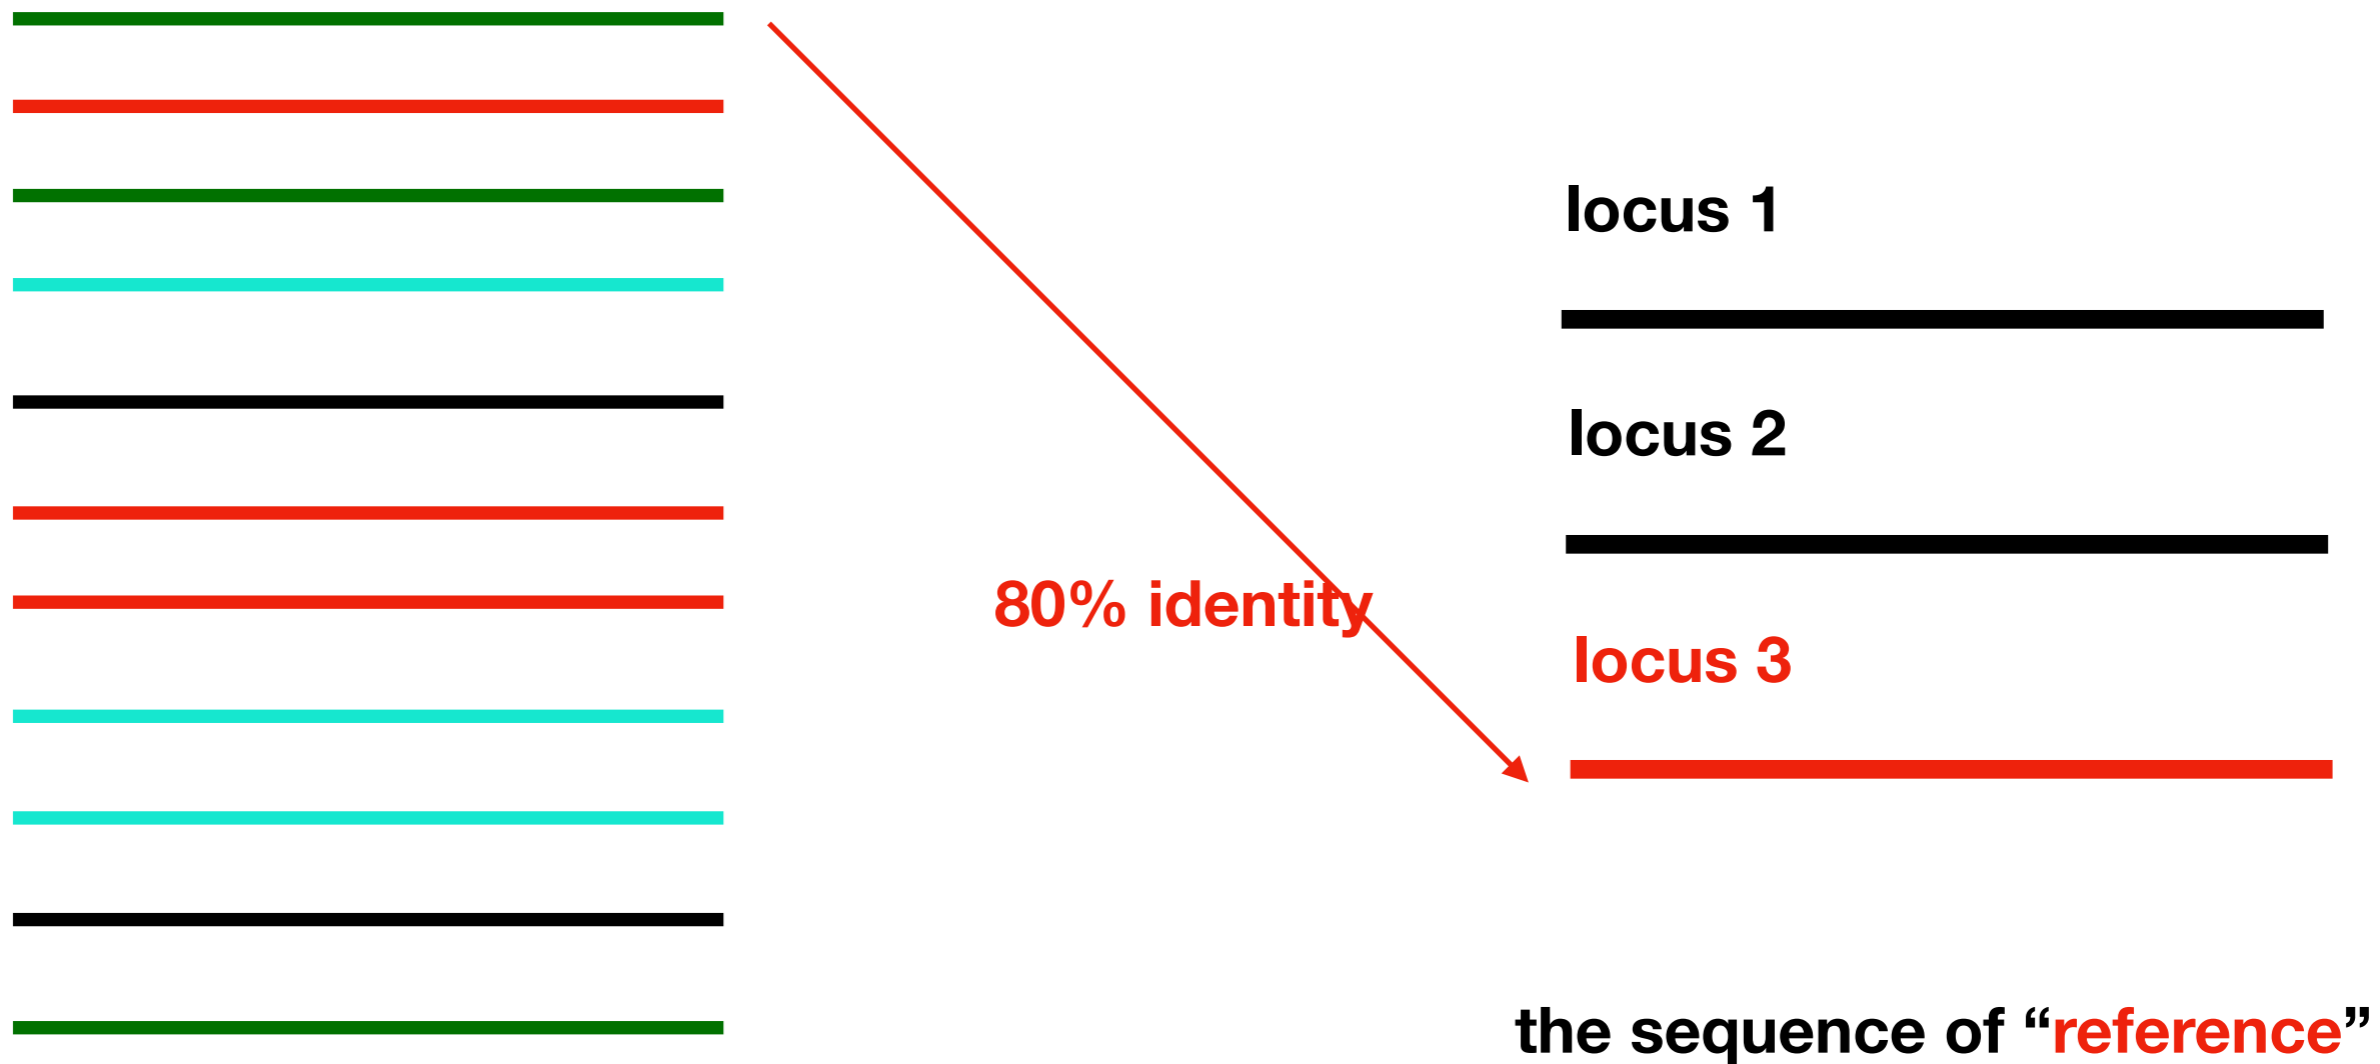 locus 1
locus 2
80% identity
locus 3
the sequence of “reference”